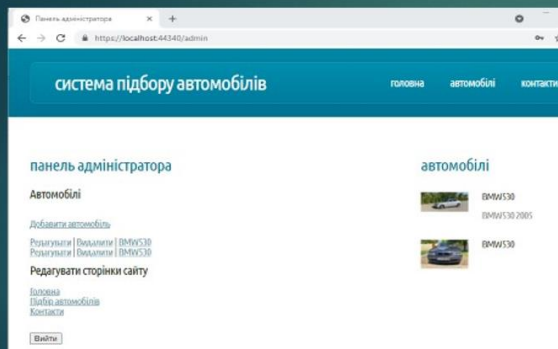 Панель адміністратора
https://localhost:44340/admin
система підбору автомобілів
головна автомобілі контакти
панель адміністратора
Автомобілі
Добавити автомобіль
Редагувати | Видалити | BMW530
Редагувати | Видалити | BMW530
Редагувати сторінки сайту
Головна
Підбір автомобілів
Контакти
Вийти
автомобілі
BMW530
BMW530 2005
BMW530